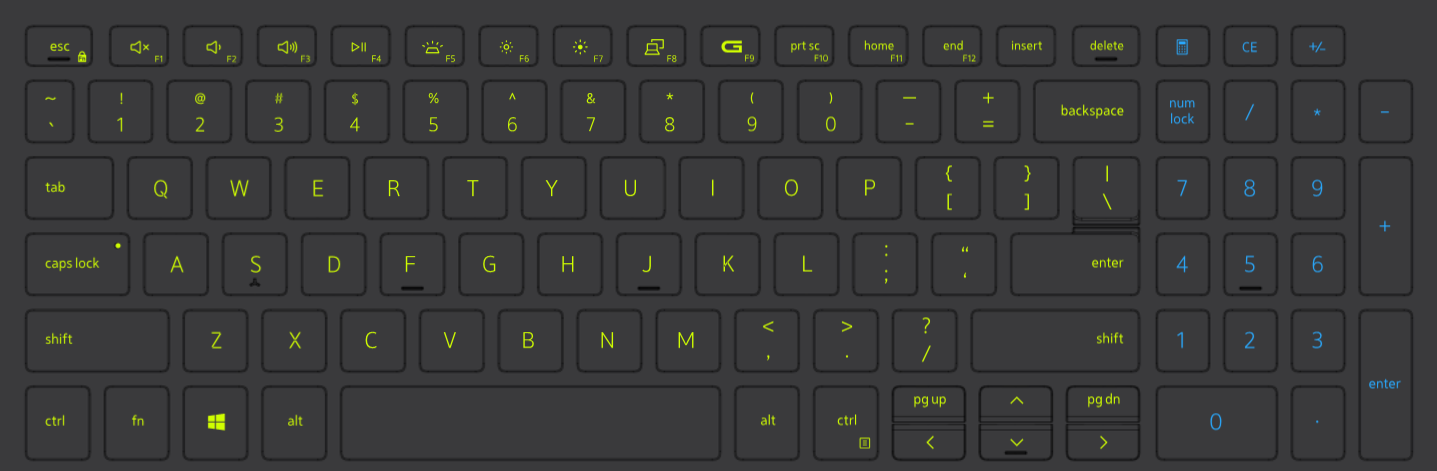 esc F1 F2 F3 F4 F5 F6 F7 F8 G F9 prt sc F10 home F11 end F12 insert delete CE +/-
~ ` ! 1 @ 2 # 3 $ 4 % 5 ^ 6 & 7 * 8 ( 9 ) 0 — - + = backspace num lock / * -
tab Q W E R T Y U I O P { [ } ] | \ 7 8 9 +
caps lock A S D F G H J K L : ; “ ‘ enter 4 5 6
shift Z X C V B N M < , > . ? / shift 1 2 3 enter
ctrl fn alt alt ctrl pg up < ^ v pg dn > 0 .